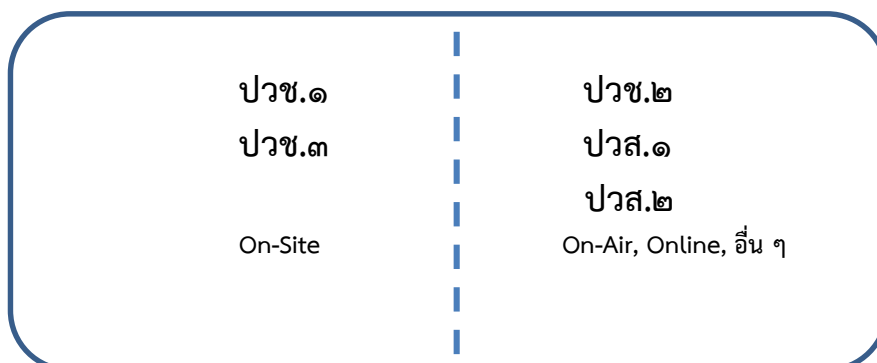 ปวช.๑
ปวช.๓
On-Site
ปวช.๒
ปวส.๑
ปวส.๒
On-Air, Online, อื่น ๆ